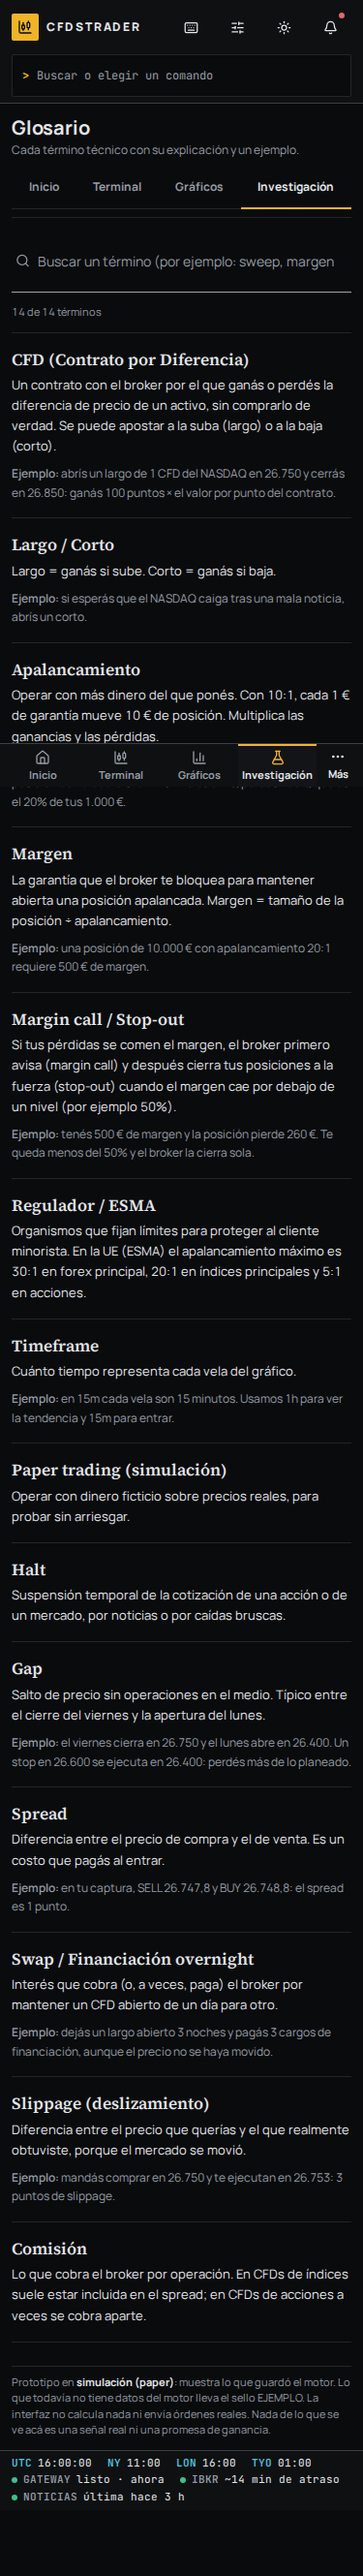 CFDSTRADER
> Buscar o elegir un comando
Glosario
Cada término técnico con su explicación y un ejemplo.
Inicio Terminal Gráficos Investigación
Buscar un término (por ejemplo: sweep, margen
14 de 14 términos
CFD (Contrato por Diferencia)
Un contrato con el broker por el que ganás o perdés la
diferencia de precio de un activo, sin comprarlo de
verdad. Se puede apostar a la suba (largo) o a la baja
(corto).
Ejemplo: abrís un largo de 1 CFD del NASDAQ en 26.750 y cerrás
en 26.850: ganás 100 puntos × el valor por punto del contrato.
Largo / Corto
Largo = ganás si sube. Corto = ganás si baja.
Ejemplo: si esperás que el NASDAQ caiga tras una mala noticia,
abrís un corto.
Apalancamiento
Operar con más dinero del que ponés. Con 10:1, cada 1 €
de garantía mueve 10 € de posición. Multiplica las
ganancias y las pérdidas.
Inicio Terminal Gráficos Investigación Más
el 20% de tus 1.000 €.
Margen
La garantía que el broker te bloquea para mantener
abierta una posición apalancada. Margen = tamaño de la
posición ÷ apalancamiento.
Ejemplo: una posición de 10.000 € con apalancamiento 20:1
requiere 500 € de margen.
Margin call / Stop-out
Si tus pérdidas se comen el margen, el broker primero
avisa (margin call) y después cierra tus posiciones a la
fuerza (stop-out) cuando el margen cae por debajo de
un nivel (por ejemplo 50%).
Ejemplo: tenés 500 € de margen y la posición pierde 260 €. Te
queda menos del 50% y el broker la cierra sola.
Regulador / ESMA
Organismos que fijan límites para proteger al cliente
minorista. En la UE (ESMA) el apalancamiento máximo es
30:1 en forex principal, 20:1 en índices principales y 5:1
en acciones.
Timeframe
Cuánto tiempo representa cada vela del gráfico.
Ejemplo: en 15m cada vela son 15 minutos. Usamos 1h para ver
la tendencia y 15m para entrar.
Paper trading (simulación)
Operar con dinero ficticio sobre precios reales, para
probar sin arriesgar.
Halt
Suspensión temporal de la cotización de una acción o de
un mercado, por noticias o por caídas bruscas.
Gap
Salto de precio sin operaciones en el medio. Típico entre
el cierre del viernes y la apertura del lunes.
Ejemplo: el viernes cierra en 26.750 y el lunes abre en 26.400. Un
stop en 26.600 se ejecuta en 26.400: perdés más de lo planeado.
Spread
Diferencia entre el precio de compra y el de venta. Es un
costo que pagás al entrar.
Ejemplo: en tu captura, SELL 26.747,8 y BUY 26.748,8: el spread
es 1 punto.
Swap / Financiación overnight
Interés que cobra (o, a veces, paga) el broker por
mantener un CFD abierto de un día para otro.
Ejemplo: dejás un largo abierto 3 noches y pagás 3 cargos de
financiación, aunque el precio no se haya movido.
Slippage (deslizamiento)
Diferencia entre el precio que querías y el que realmente
obtuviste, porque el mercado se movió.
Ejemplo: mandás comprar en 26.750 y te ejecutan en 26.753: 3
puntos de slippage.
Comisión
Lo que cobra el broker por operación. En CFDs de índices
suele estar incluida en el spread; en CFDs de acciones a
veces se cobra aparte.
Prototipo en simulación (paper): muestra lo que guardó el motor. Lo
que todavía no tiene datos del motor lleva el sello EJEMPLO. La
interfaz no calcula nada ni envía órdenes reales. Nada de lo que se
ve acá es una señal real ni una promesa de ganancia.
UTC 16:00:00 NY 11:00 LON 16:00 TYO 01:00
GATEWAY listo · ahora IBKR ~14 min de atraso
NOTICIAS última hace 3 h